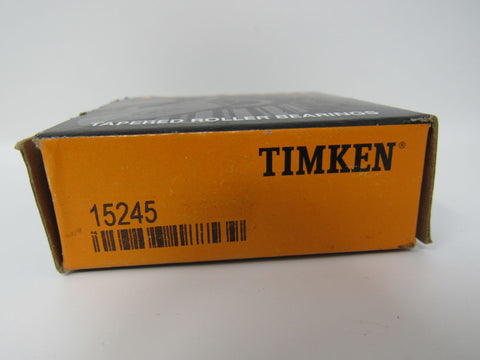 TAPERED ROLLER BEARINGS
TIMKEN®
15245